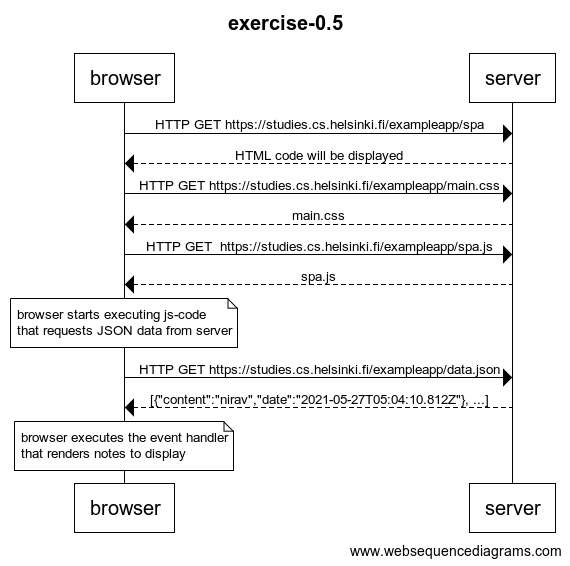 exercise-0.5
browser
server
HTTP GET https://studies.cs.helsinki.fi/exampleapp/spa
HTML code will be displayed
HTTP GET https://studies.cs.helsinki.fi/exampleapp/main.css
main.css
HTTP GET  https://studies.cs.helsinki.fi/exampleapp/spa.js
spa.js
browser starts executing js-code
that requests JSON data from server
HTTP GET https://studies.cs.helsinki.fi/exampleapp/data.json
[{"content":"nirav","date":"2021-05-27T05:04:10.812Z"}, ...]
browser executes the event handler
that renders notes to display
browser
server
www.websequencediagrams.com